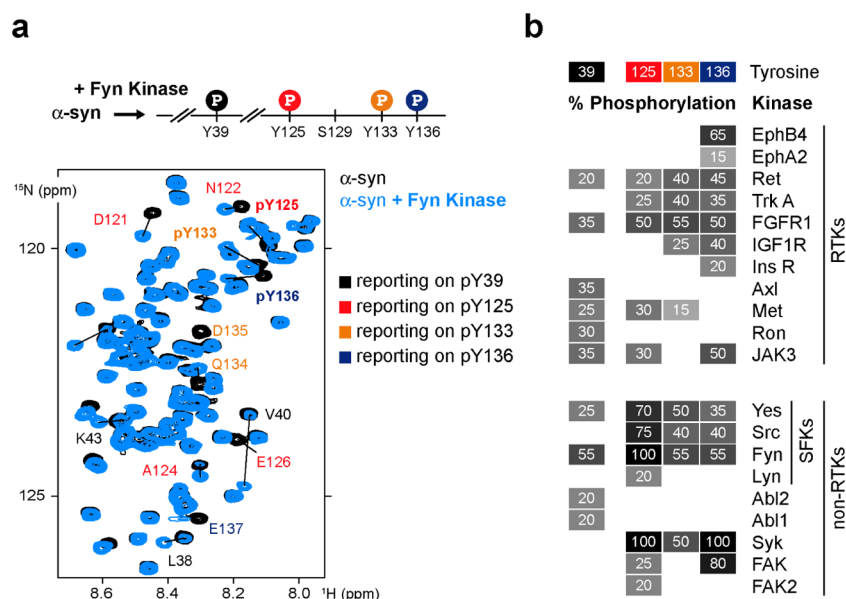 a
+ Fyn Kinase
α-syn
P P P P
Y39 Y125 S129 Y133 Y136
¹⁵N (ppm)
α-syn
α-syn + Fyn Kinase
N122
pY125
D121
pY133
120
pY136
D135
Q134
V40
K43
E126
A124
125
E137
L38
8.6 8.4 8.2 8.0
¹H (ppm)
reporting on pY39
reporting on pY125
reporting on pY133
reporting on pY136
b
39 125 133 136 Tyrosine
% Phosphorylation Kinase
65 EphB4
15 EphA2
20 20 40 45 Ret
25 40 35 Trk A
35 50 55 50 FGFR1
25 40 IGF1R
20 Ins R
35 Axl
25 30 15 Met
30 Ron
35 30 50 JAK3
RTKs
25 70 50 35 Yes
75 40 40 Src
55 100 55 55 Fyn
20 Lyn
SFKs
20 Abl2
20 Abl1
100 50 100 Syk
25 80 FAK
20 FAK2
non-RTKs